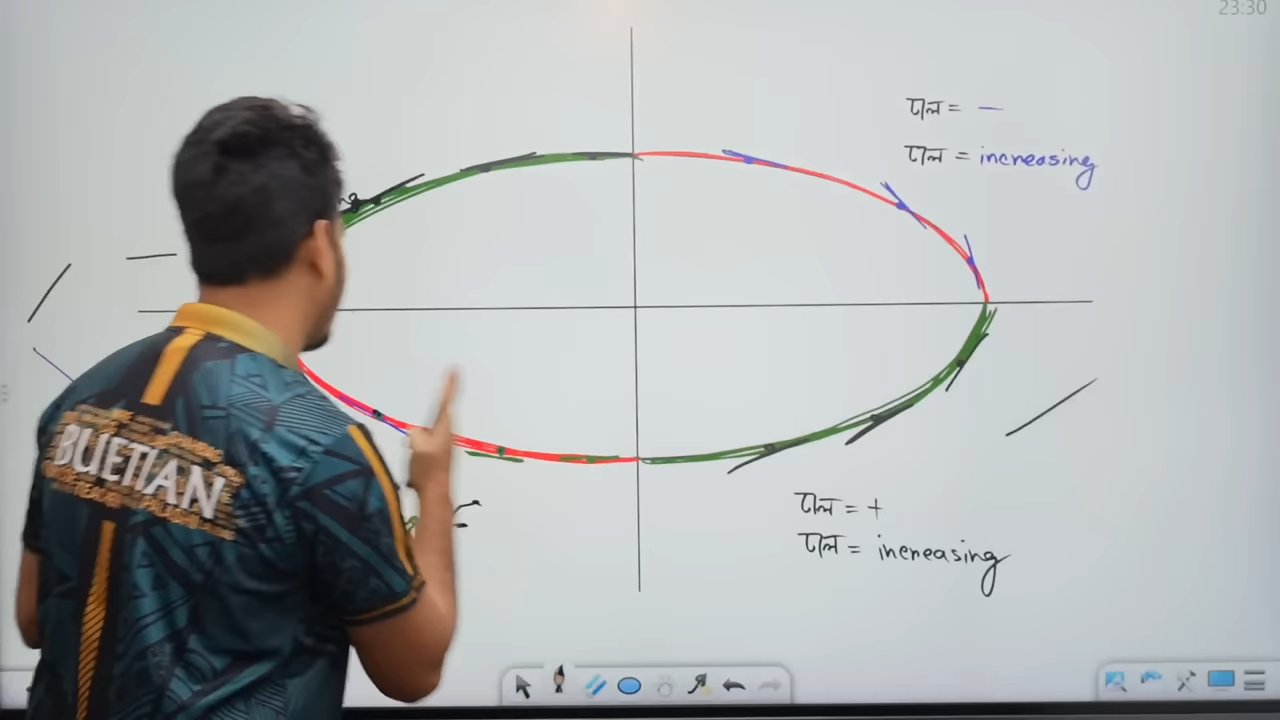 23:30
ঢাল = −
ঢাল = increasing
BUETIAN
ঢাল = +
ঢাল = increasing